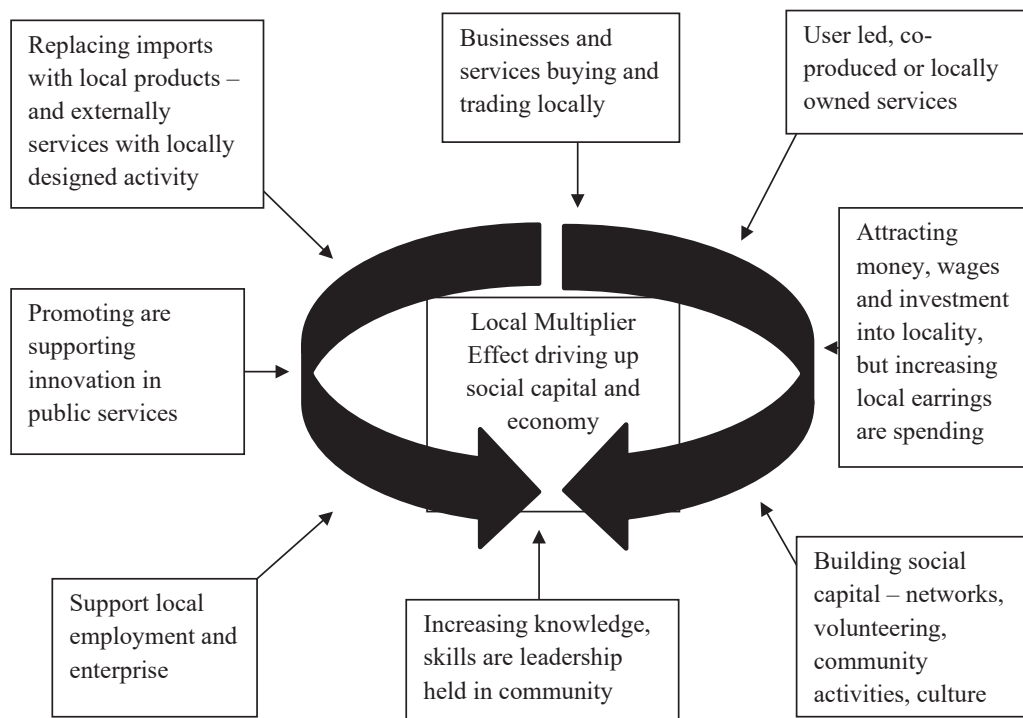 Replacing imports
with local products –
and externally
services with locally
designed activity
Businesses and
services buying and
trading locally
User led, co-
produced or locally
owned services
Attracting
money, wages
and investment
into locality,
but increasing
local earrings
are spending
Promoting are
supporting
innovation in
public services
Local Multiplier
Effect driving up
social capital and
economy
Support local
employment and
enterprise
Increasing knowledge,
skills are leadership
held in community
Building social
capital – networks,
volunteering,
community
activities, culture